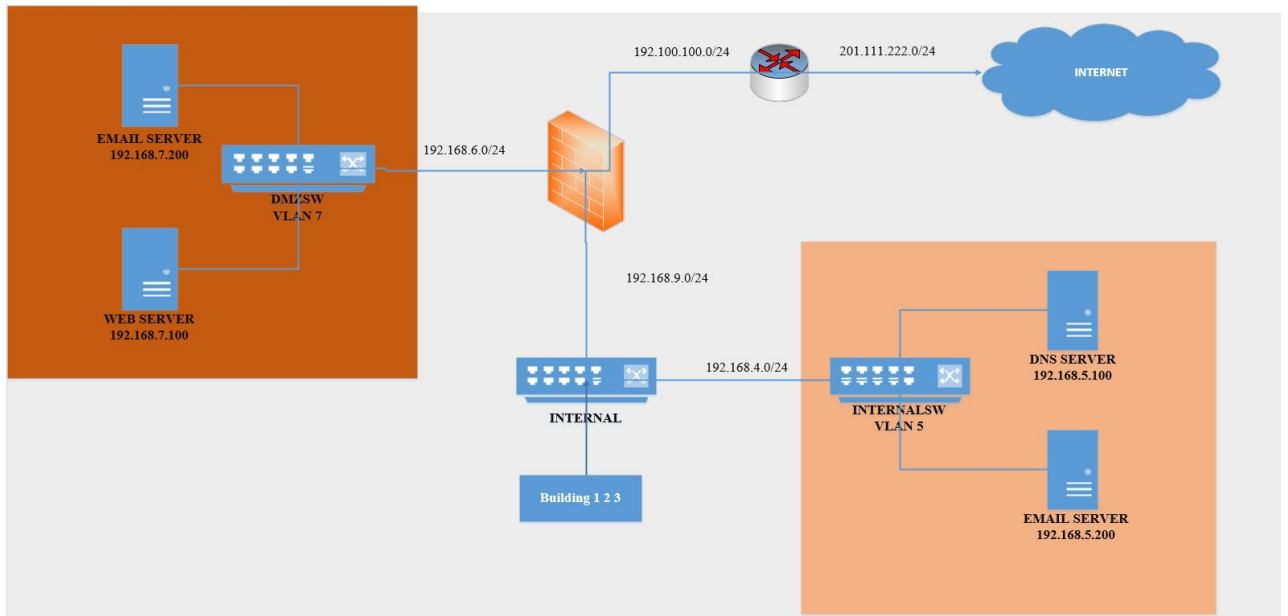 192.100.100.0/24
201.111.222.0/24
INTERNET
EMAIL SERVER
192.168.7.200
192.168.6.0/24
DMZSW
VLAN 7
WEB SERVER
192.168.7.100
192.168.9.0/24
INTERNAL
192.168.4.0/24
INTERNALSW
VLAN 5
DNS SERVER
192.168.5.100
Building 1 2 3
EMAIL SERVER
192.168.5.200